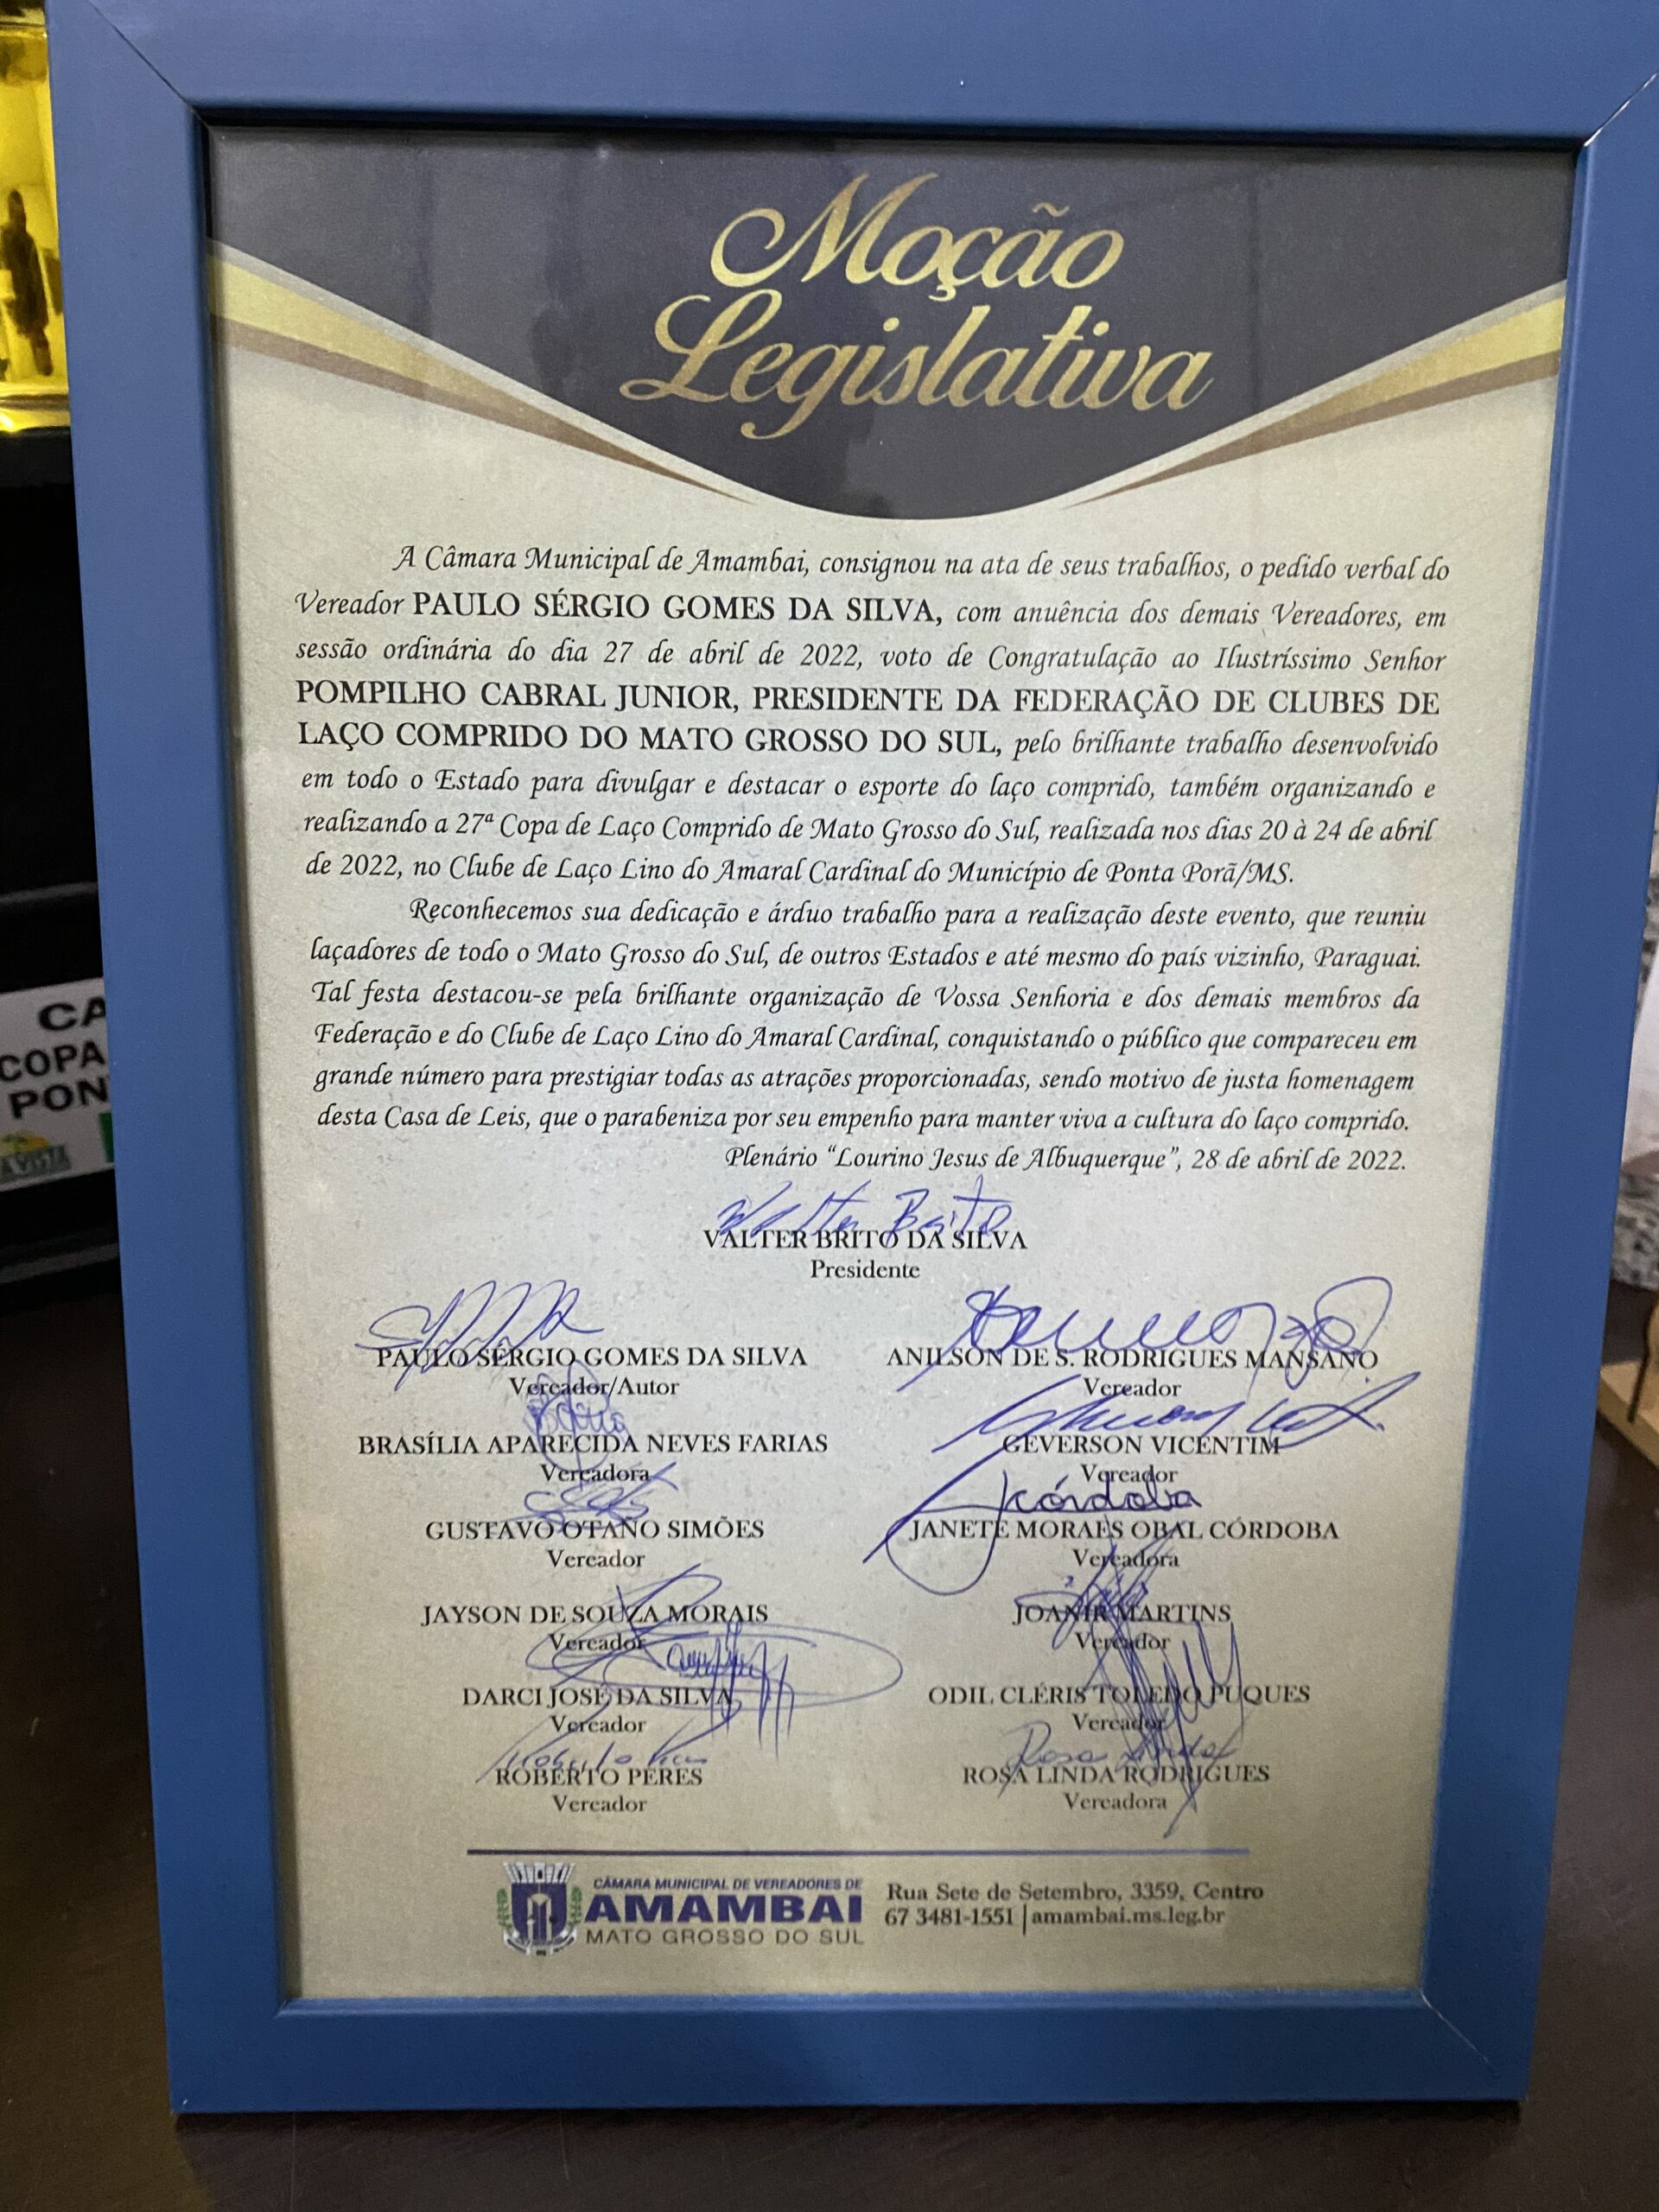 Moção
Legislativa
A Câmara Municipal de Amambai, consignou na ata de seus trabalhos, o pedido verbal do
Vereador PAULO SÉRGIO GOMES DA SILVA, com anuência dos demais Vereadores, em
sessão ordinária do dia 27 de abril de 2022, voto de Congratulação ao Ilustríssimo Senhor
POMPILHO CABRAL JUNIOR, PRESIDENTE DA FEDERAÇÃO DE CLUBES DE
LAÇO COMPRIDO DO MATO GROSSO DO SUL, pelo brilhante trabalho desenvolvido
em todo o Estado para divulgar e destacar o esporte do laço comprido, também organizando e
realizando a 27ª Copa de Laço Comprido de Mato Grosso do Sul, realizada nos dias 20 à 24 de abril
de 2022, no Clube de Laço Lino do Amaral Cardinal do Município de Ponta Porã/MS.
Reconhecemos sua dedicação e árduo trabalho para a realização deste evento, que reuniu
laçadores de todo o Mato Grosso do Sul, de outros Estados e até mesmo do país vizinho, Paraguai.
Tal festa destacou-se pela brilhante organização de Vossa Senhoria e dos demais membros da
Federação e do Clube de Laço Lino do Amaral Cardinal, conquistando o público que compareceu em
grande número para prestigiar todas as atrações proporcionadas, sendo motivo de justa homenagem
desta Casa de Leis, que o parabeniza por seu empenho para manter viva a cultura do laço comprido.
Plenário “Lourino Jesus de Albuquerque”, 28 de abril de 2022.
Valter Brito
VALTER BRITO DA SILVA
Presidente
PAULO SÉRGIO GOMES DA SILVA
Vereador/Autor
ANILSON DE S. RODRIGUES MANSANO
Vereador
BRASÍLIA APARECIDA NEVES FARIAS
Vereadora
GEVERSON VICENTIM
Vereador
GUSTAVO OTAÑO SIMÕES
Vereador
córdoba
JANETE MORAES OBAL CÓRDOBA
Vereadora
JAYSON DE SOUZA MORAIS
Vereador
JOANIR MARTINS
Vereador
DARCI JOSÉ DA SILVA
Vereador
ODIL CLÉRIS TOLEDO PUQUES
Vereador
ROBERTO PERES
Vereador
Rosa Linda
ROSA LINDA RODRIGUES
Vereadora
CÂMARA MUNICIPAL DE VEREADORES DE
AMAMBAI
MATO GROSSO DO SUL
Rua Sete de Setembro, 3359, Centro
67 3481-1551 | amambai.ms.leg.br
CA
COPA
PON